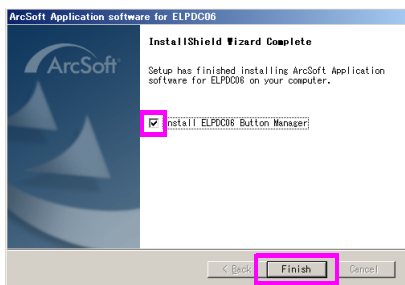 ArcSoft Application software for ELPDC06
InstallShield Wizard Complete
ArcSoft
Setup has finished installing ArcSoft Application
software for ELPDC06 on your computer.
Install ELPDC06 Button Manager
< Back
Finish
Cancel